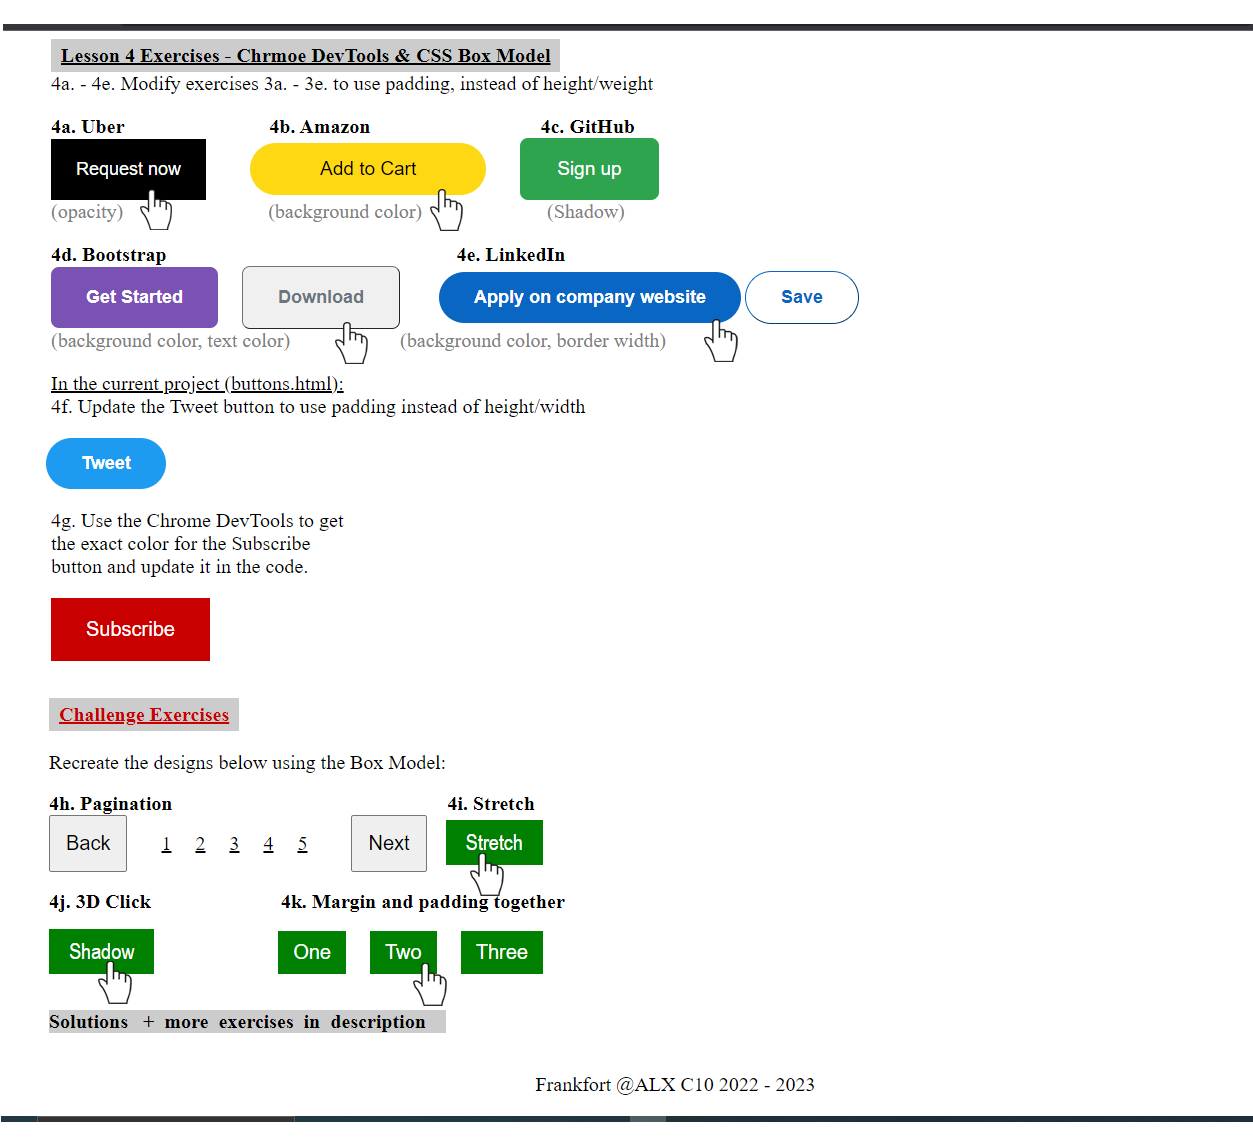 Lesson 4 Exercises - Chrmoe DevTools & CSS Box Model
4a. - 4e. Modify exercises 3a. - 3e. to use padding, instead of height/weight
4a. Uber 4b. Amazon 4c. GitHub
Request now Add to Cart Sign up
(opacity) (background color) (Shadow)
4d. Bootstrap 4e. LinkedIn
Get Started Download Apply on company website Save
(background color, text color) (background color, border width)
In the current project (buttons.html):
4f. Update the Tweet button to use padding instead of height/width
Tweet
4g. Use the Chrome DevTools to get
the exact color for the Subscribe
button and update it in the code.
Subscribe
Challenge Exercises
Recreate the designs below using the Box Model:
4h. Pagination 4i. Stretch
Back 1 2 3 4 5 Next Stretch
4j. 3D Click 4k. Margin and padding together
Shadow One Two Three
Solutions + more exercises in description
Frankfort @ALX C10 2022 - 2023